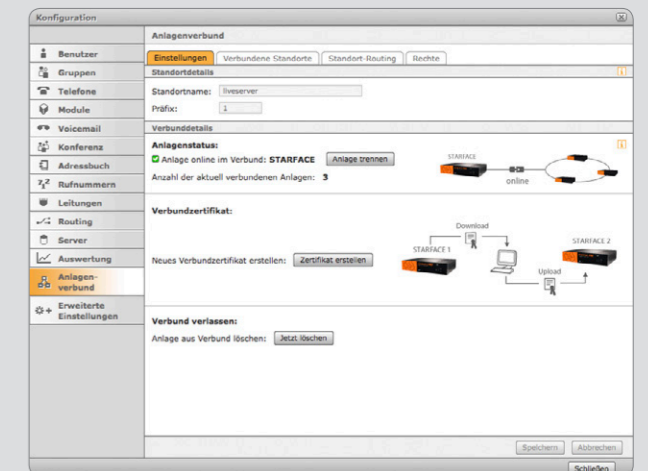 Konfiguration
Anlagenverbund
Benutzer
Gruppen
Telefone
Module
Voicemail
Konferenz
Adressbuch
Rufnummern
Leitungen
Routing
Server
Auswertung
Anlagen-
verbund
Erweiterte
Einstellungen
Einstellungen Verbundene Standorte Standort-Routing Rechte
Standortdetails
Standortname: liveserver
Präfix: 1
Verbunddetails
Anlagenstatus:
Anlage online im Verbund: STARFACE Anlage trennen
Anzahl der aktuell verbundenen Anlagen: 3
STARFACE
online
Verbundzertifikat:
Neues Verbundzertifikat erstellen: Zertifikat erstellen
Download
STARFACE 1
STARFACE 2
Upload
Verbund verlassen:
Anlage aus Verbund löschen: Jetzt löschen
Speichern Abbrechen
Schließen